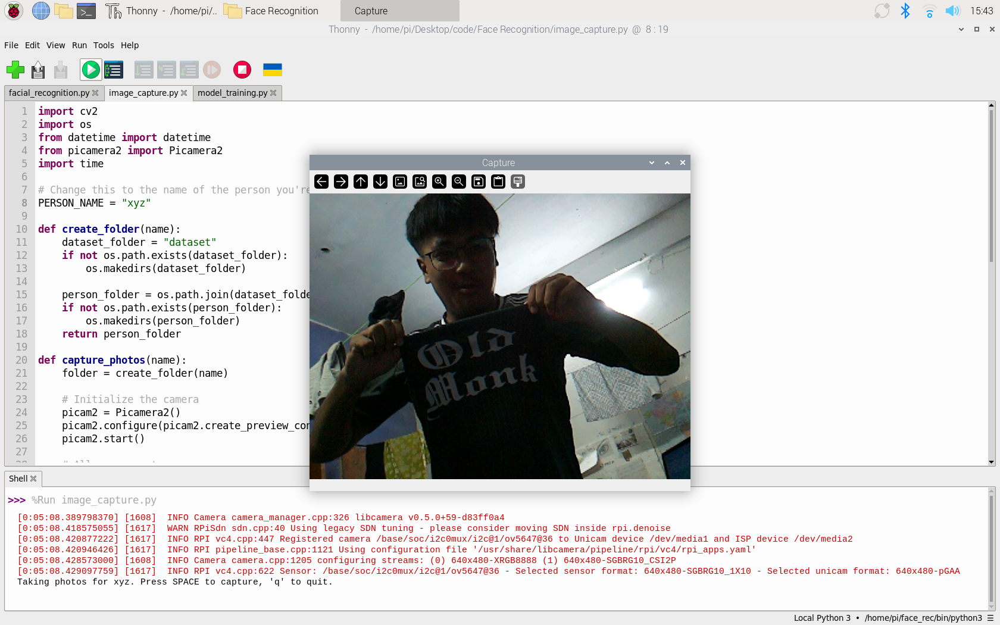 Thonny - /home/pi/..
Face Recognition
Capture
15:43
Thonny - /home/pi/Desktop/code/Face Recognition/image_capture.py @ 8 : 19
File Edit View Run Tools Help
facial_recognition.py
image_capture.py
model_training.py
1 import cv2
2 import os
3 from datetime import datetime
4 from picamera2 import Picamera2
5 import time
6
7 # Change this to the name of the person you're
8 PERSON_NAME = "xyz"
9
10 def create_folder(name):
11 dataset_folder = "dataset"
12 if not os.path.exists(dataset_folder):
13 os.makedirs(dataset_folder)
14
15 person_folder = os.path.join(dataset_folde
16 if not os.path.exists(person_folder):
17 os.makedirs(person_folder)
18 return person_folder
19
20 def capture_photos(name):
21 folder = create_folder(name)
22
23 # Initialize the camera
24 picam2 = Picamera2()
25 picam2.configure(picam2.create_preview_con
26 picam2.start()
27
Capture
Old
Monk
Shell
>>> %Run image_capture.py
[0:05:08.389798370] [1608] INFO Camera camera_manager.cpp:326 libcamera v0.5.0+59-d83ff0a4
[0:05:08.418575055] [1617] WARN RPiSdn sdn.cpp:40 Using legacy SDN tuning - please consider moving SDN inside rpi.denoise
[0:05:08.420877222] [1617] INFO RPI vc4.cpp:447 Registered camera /base/soc/i2c0mux/i2c@1/ov5647@36 to Unicam device /dev/media1 and ISP device /dev/media2
[0:05:08.420946426] [1617] INFO RPI pipeline_base.cpp:1121 Using configuration file '/usr/share/libcamera/pipeline/rpi/vc4/rpi_apps.yaml'
[0:05:08.428573000] [1608] INFO Camera camera.cpp:1205 configuring streams: (0) 640x480-XRGB8888 (1) 640x480-SGBRG10_CSI2P
[0:05:08.429097759] [1617] INFO RPI vc4.cpp:622 Sensor: /base/soc/i2c0mux/i2c@1/ov5647@36 - Selected sensor format: 640x480-SGBRG10_1X10 - Selected unicam format: 640x480-pGAA
Taking photos for xyz. Press SPACE to capture, 'q' to quit.
Local Python 3 • /home/pi/face_rec/bin/python3